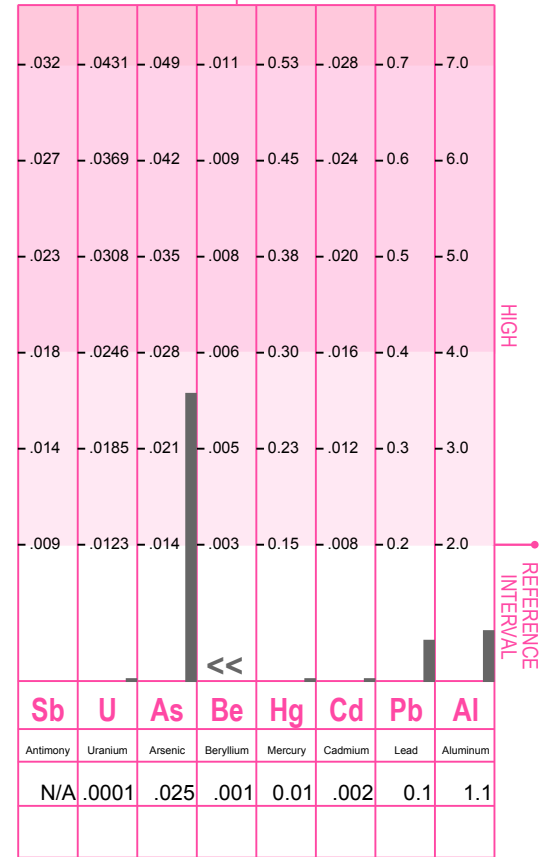 .032 .0431 .049 .011 0.53 .028 0.7 7.0
.027 .0369 .042 .009 0.45 .024 0.6 6.0
.023 .0308 .035 .008 0.38 .020 0.5 5.0
HIGH
.018 .0246 .028 .006 0.30 .016 0.4 4.0
.014 .0185 .021 .005 0.23 .012 0.3 3.0
.009 .0123 .014 .003 0.15 .008 0.2 2.0
REFERENCE
INTERVAL
<<
Sb U As Be Hg Cd Pb Al
Antimony Uranium Arsenic Beryllium Mercury Cadmium Lead Aluminum
N/A .0001 .025 .001 0.01 .002 0.1 1.1